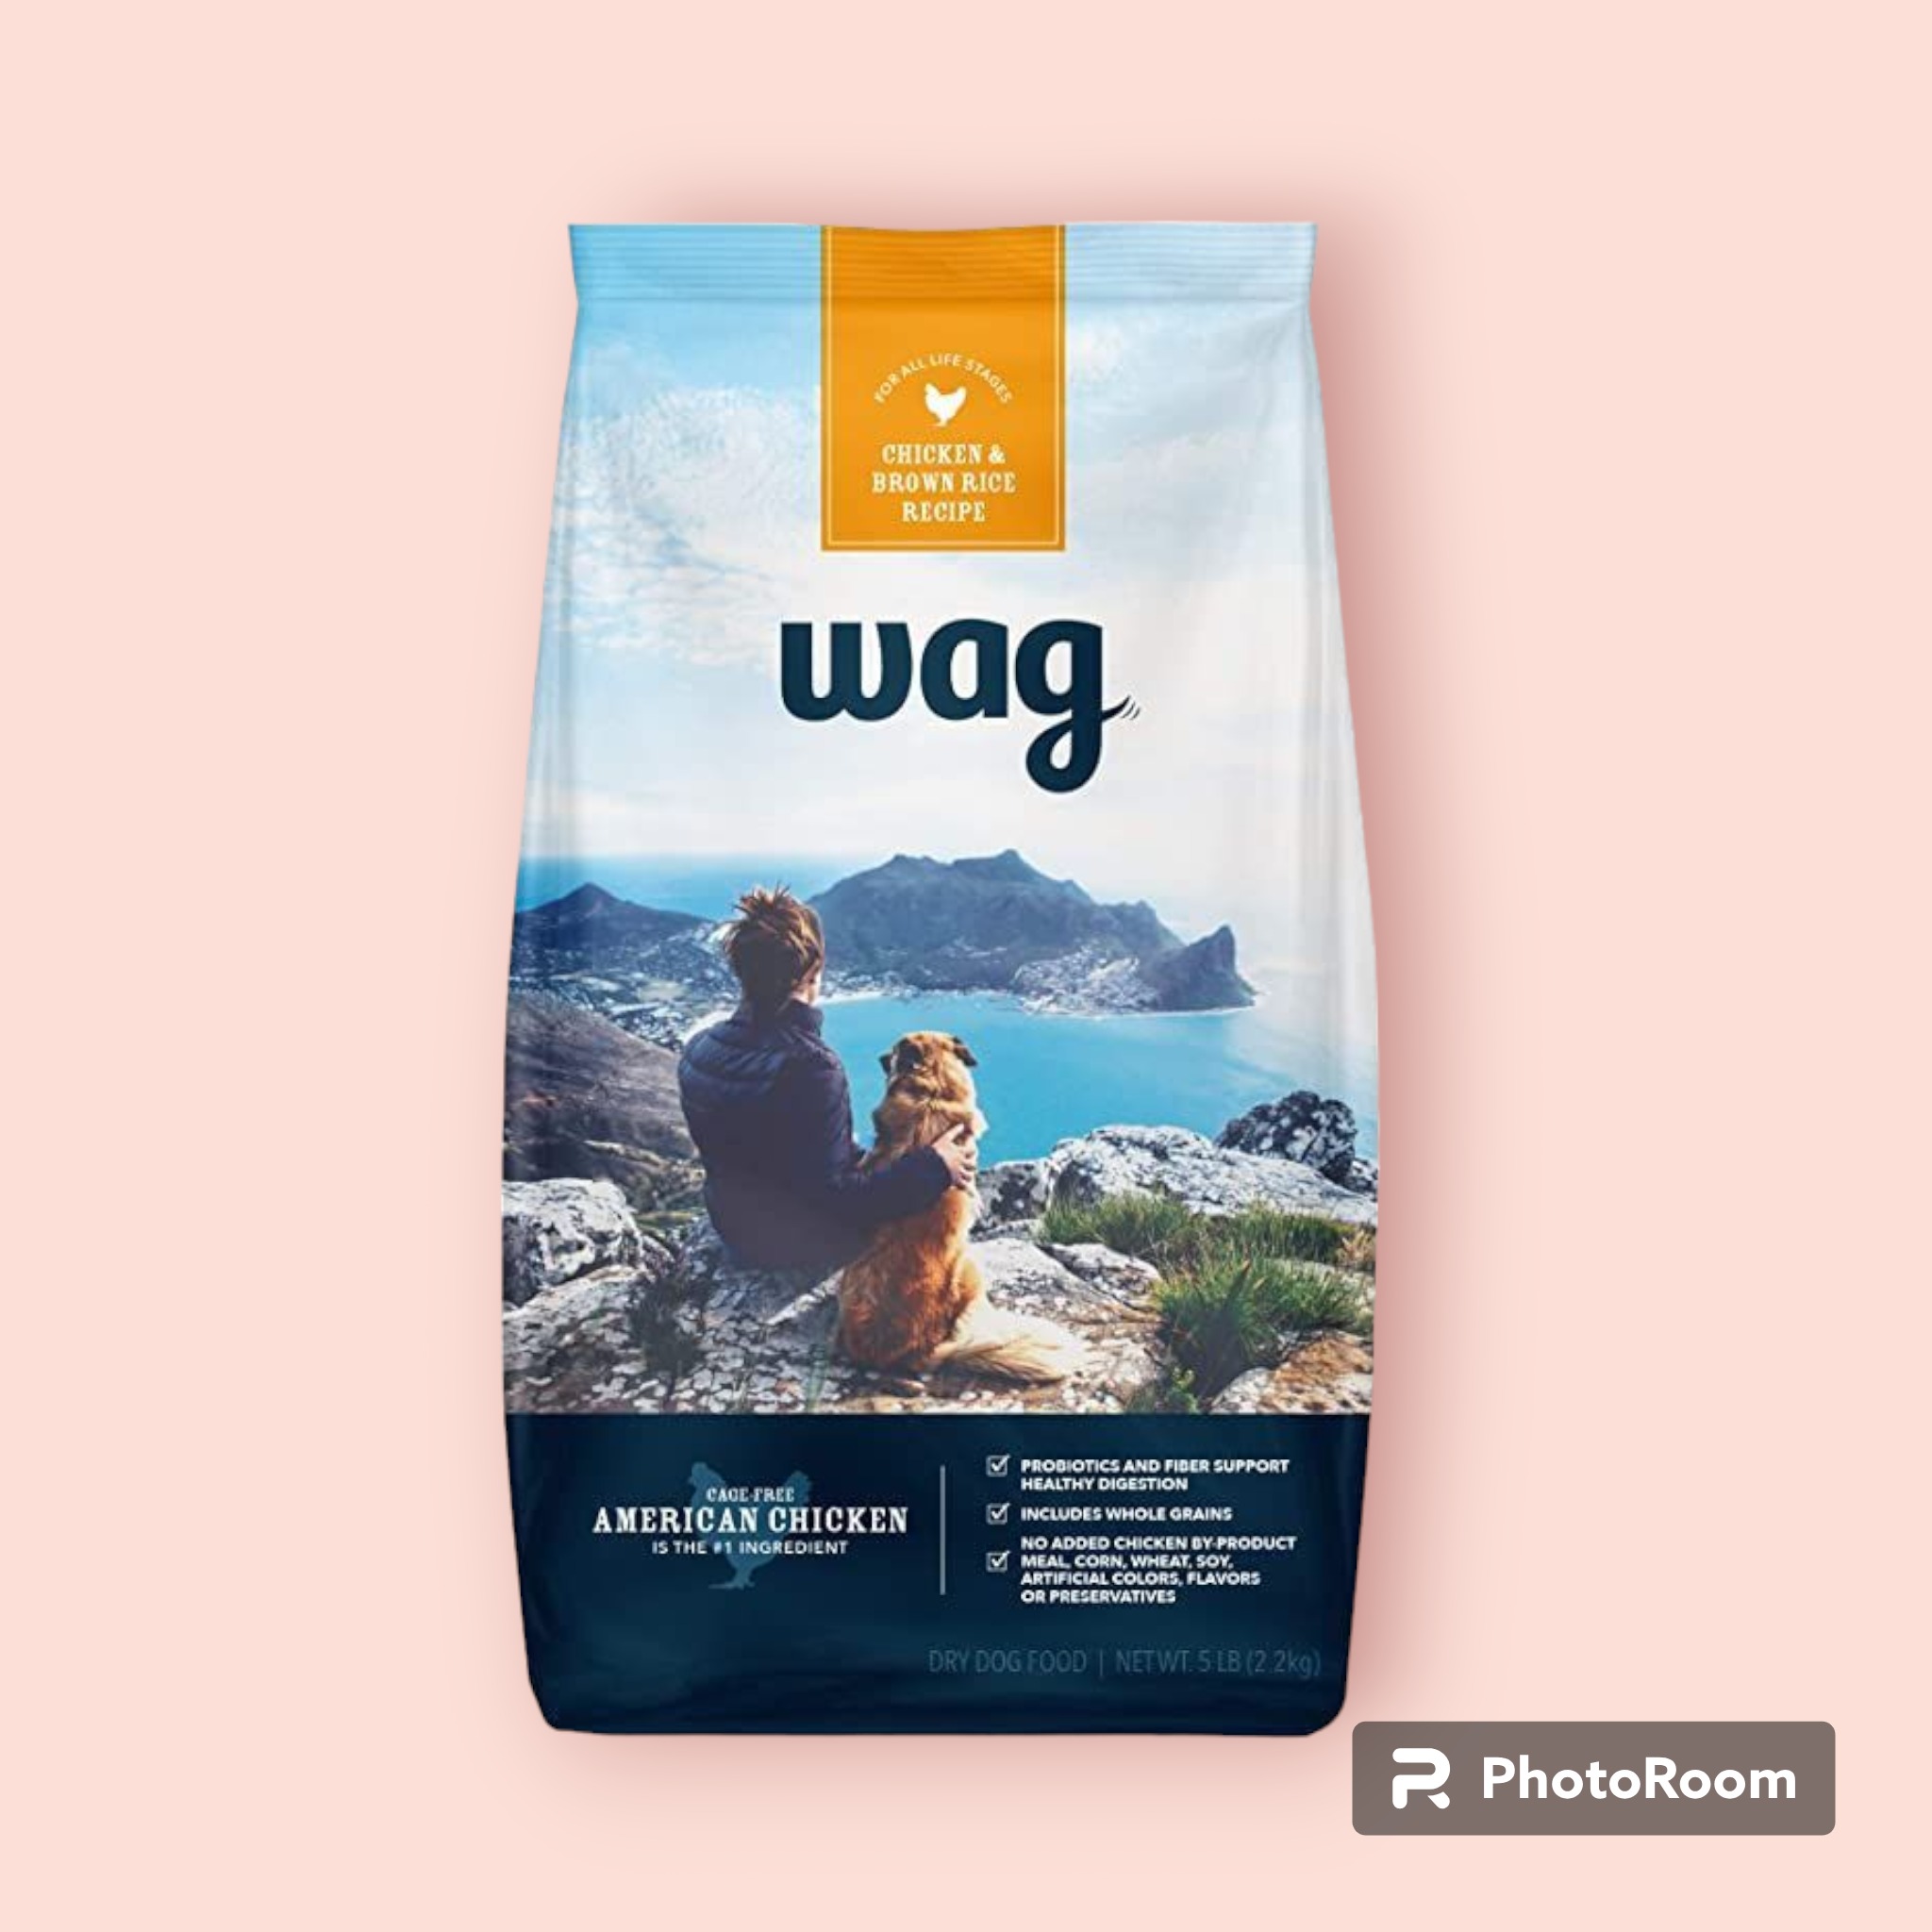 FOR ALL LIFE STAGES
CHICKEN &
BROWN RICE
RECIPE
wag
CAGE-FREE
AMERICAN CHICKEN
IS THE #1 INGREDIENT
PROBIOTICS AND FIBER SUPPORT
HEALTHY DIGESTION
INCLUDES WHOLE GRAINS
NO ADDED CHICKEN BY-PRODUCT
MEAL, CORN, WHEAT, SOY,
ARTIFICIAL COLORS, FLAVORS
OR PRESERVATIVES
DRY DOG FOOD | NET WT. 5 LB (2.2kg)
PhotoRoom